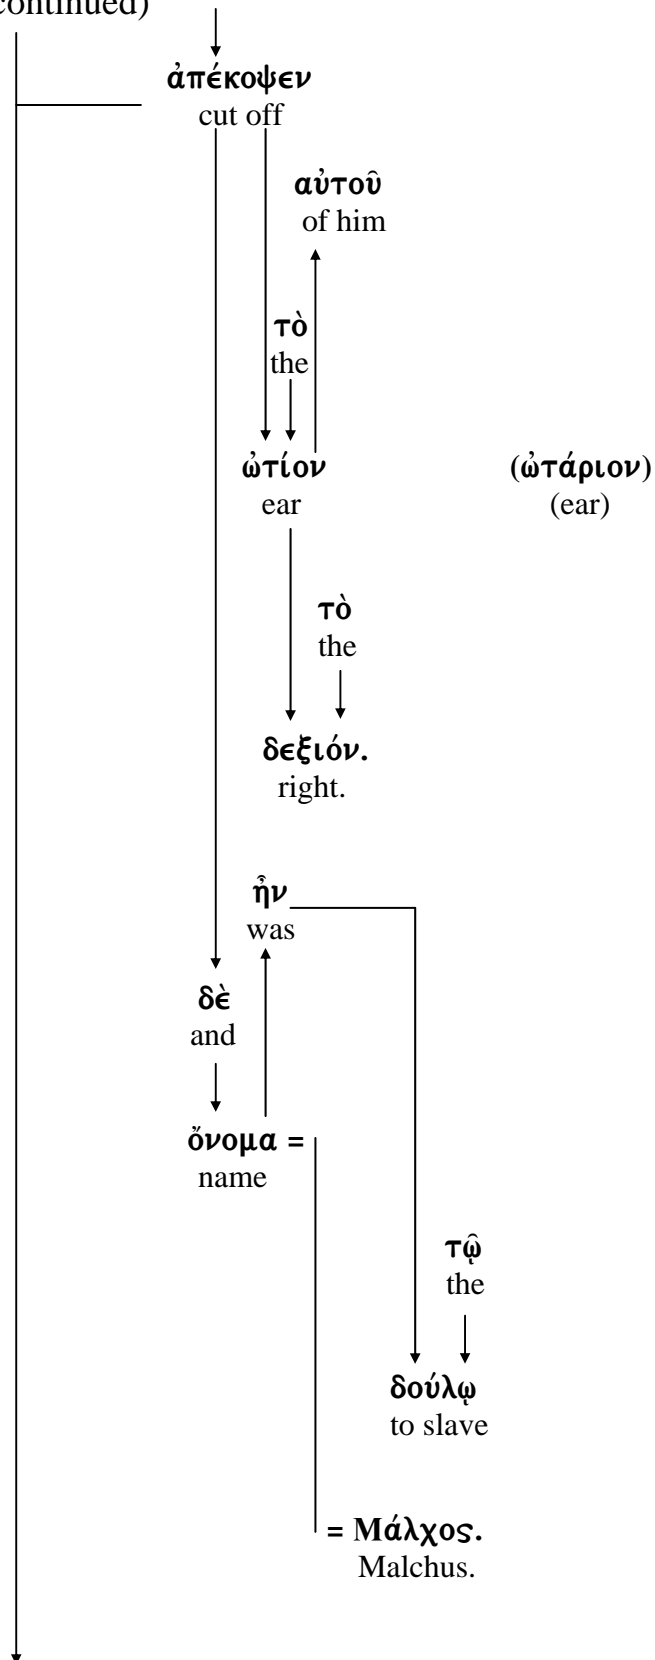 continued)
ἀπέκοψεν
cut off
αὐτοῦ
of him
τὸ
the
ὠτίον (ὠτάριον)
ear (ear)
τὸ
the
δεξιόν.
right.
ἦν
was
δὲ
and
ὄνομα =
name
τῷ
the
δούλῳ
to slave
= Μάλχος.
Malchus.